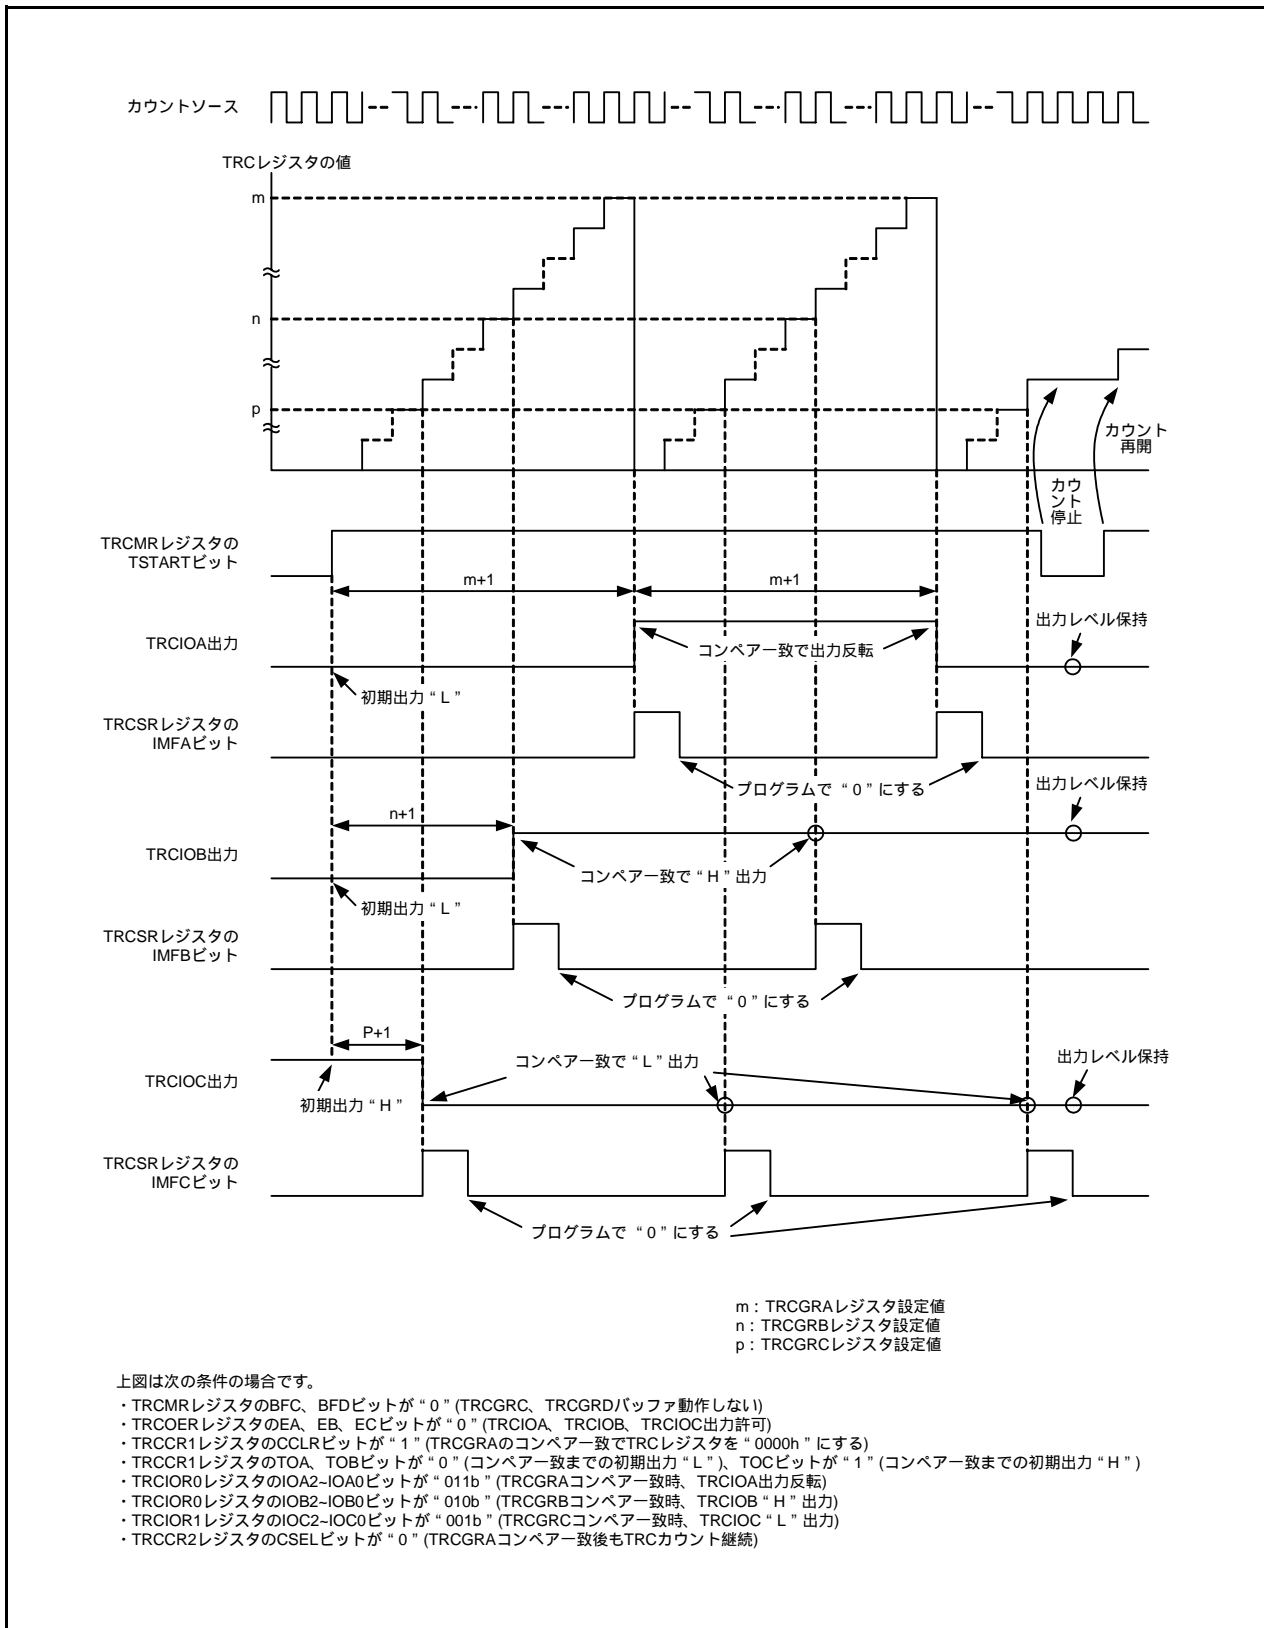 カウントソース
TRCレジスタの値
m
n
p
カウント
再開
カウ
ント
停止
TRCMRレジスタの
TSTARTビット
m+1
m+1
出力レベル保持
TRCIOA出力
コンペア一致で出力反転
初期出力“L”
TRCSRレジスタの
IMFAビット
プログラムで“0”にする
出力レベル保持
n+1
TRCIOB出力
コンペア一致で“H”出力
初期出力“L”
TRCSRレジスタの
IMFBビット
プログラムで“0”にする
P+1
コンペア一致で“L”出力
出力レベル保持
TRCIOC出力
初期出力“H”
TRCSRレジスタの
IMFCビット
プログラムで“0”にする
m：TRCGRAレジスタ設定値
n：TRCGRBレジスタ設定値
p：TRCGRCレジスタ設定値
上図は次の条件の場合です。
・TRCMRレジスタのBFC、BFDビットが“0”(TRCGRC、TRCGRDバッファ動作しない)
・TRCOERレジスタのEA、EB、ECビットが“0”(TRCIOA、TRCIOB、TRCIOC出力許可)
・TRCCR1レジスタのCCLRビットが“1”(TRCGRAのコンペア一致でTRCレジスタを“0000h”にする)
・TRCCR1レジスタのTOA、TOBビットが“0”(コンペア一致までの初期出力“L”)、TOCビットが“1”(コンペア一致までの初期出力“H”)
・TRCIOR0レジスタのIOA2~IOA0ビットが“011b”(TRCGRAコンペア一致時、TRCIOA出力反転)
・TRCIOR0レジスタのIOB2~IOB0ビットが“010b”(TRCGRBコンペア一致時、TRCIOB“H”出力)
・TRCIOR1レジスタのIOC2~IOC0ビットが“001b”(TRCGRCコンペア一致時、TRCIOC“L”出力)
・TRCCR2レジスタのCSELビットが“0”(TRCGRAコンペア一致後もTRCカウント継続)